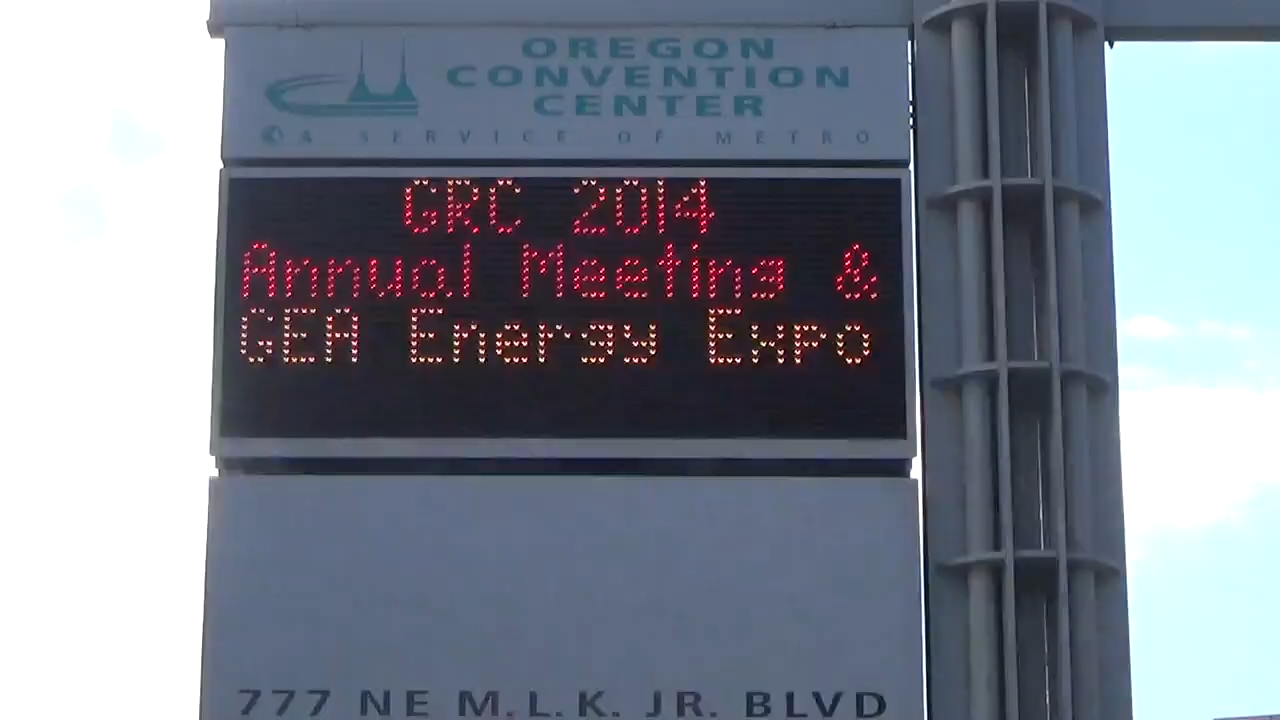 OREGON
CONVENTION
CENTER
A SERVICE OF METRO
GRC 2014
Annual Meeting &
GEA Energy Expo
777 NE M.L.K. JR. BLVD